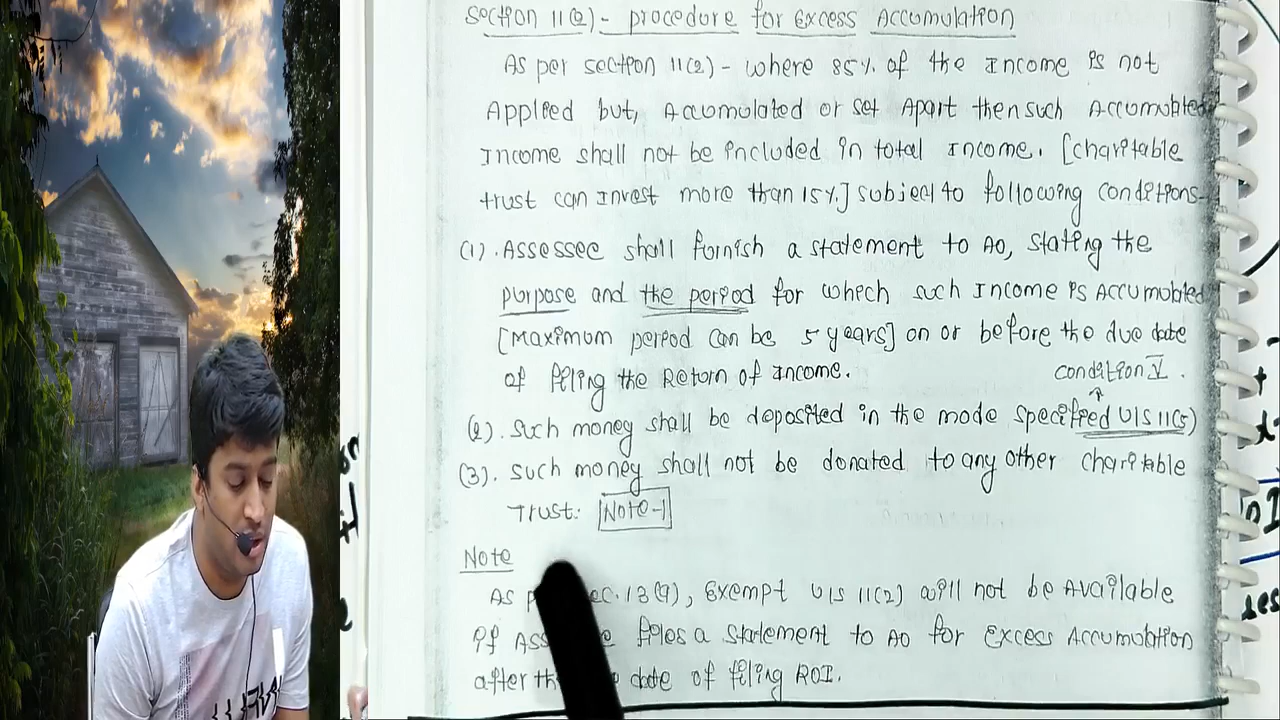 Section 11(2) - procedure for Excess Accumulation
As per section 11(2) - where 85% of the Income is not
Applied but, Accumulated or set Apart then such Accumulated
Income shall not be included in total Income. [charitable
trust can Invest more than 15%] subject to following conditions-
(1). Assessee shall furnish a statement to AO, stating the
purpose and the period for which such Income is Accumulated
[Maximum period can be 5 years] on or before the due date
of filing the Return of Income.
condition V.
(2). Such money shall be deposited in the mode specified U/S 11(5)
(3). such money shall not be donated to any other charitable
Trust. Note-1
Note
As Sec. 13(9), Exempt U/S 11(2) will not be Available
if files a statement to AO for Excess Accumulation
after date of filing ROI.